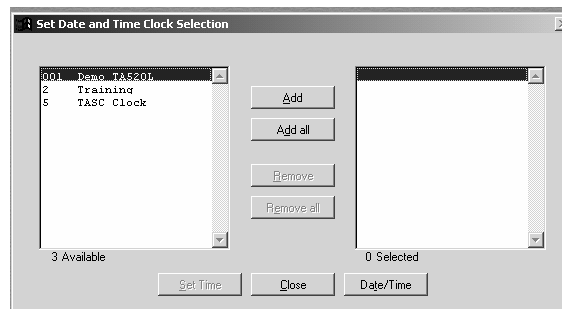 Set Date and Time Clock Selection
001 Demo TA520L
2 Training
5 TASC Clock
Add
Add all
Remove
Remove all
3 Available
0 Selected
Set Time
Close
Date/Time